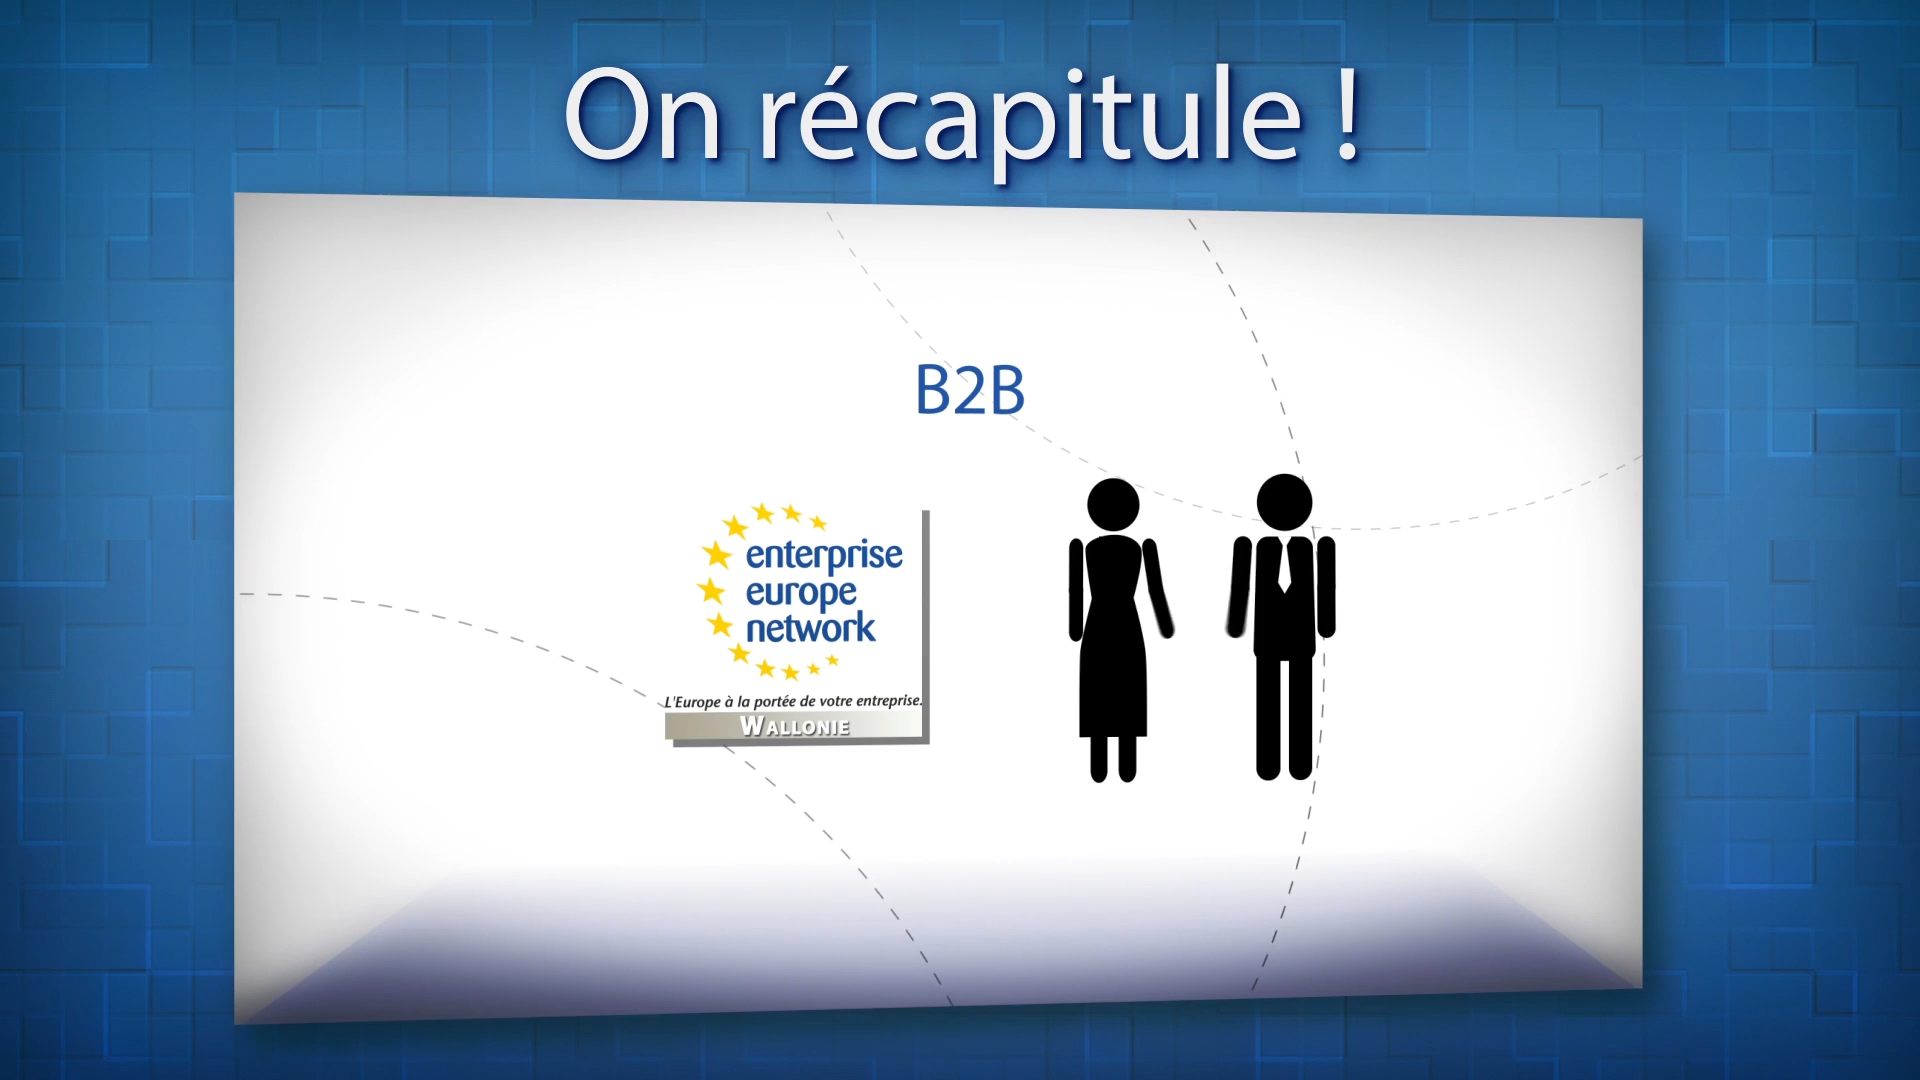 On récapitule !
B2B
enterprise
europe
network
L'Europe à la portée de votre entreprise.
WALLONIE